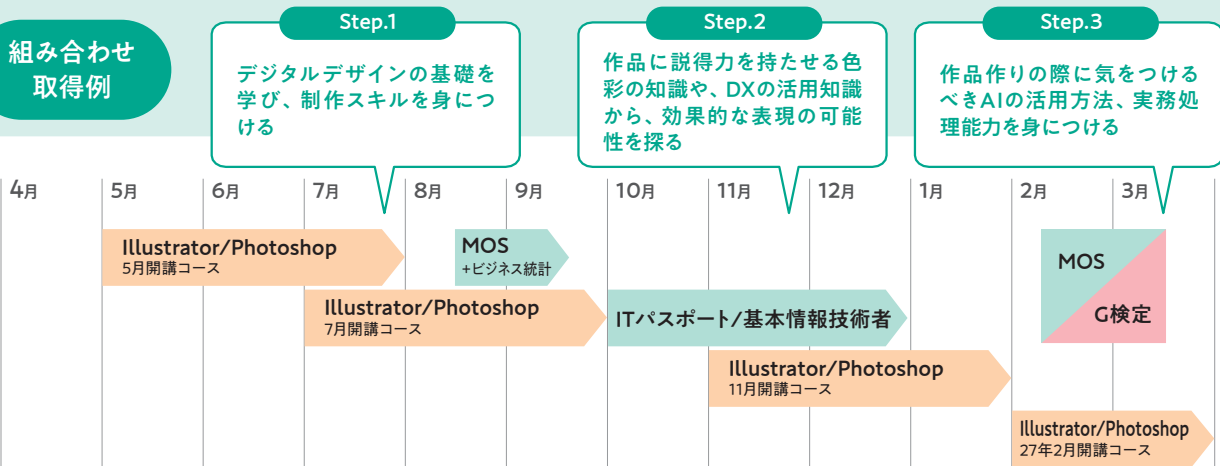 組み合わせ
取得例
Step.1
デジタルデザインの基礎を
学び、制作スキルを身につ
ける
Step.2
作品に説得力を持たせる色
彩の知識や、DXの活用知識
から、効果的な表現の可能
性を探る
Step.3
作品作りの際に気をつける
べきAIの活用方法、実務処
理能力を身につける
4月 5月 6月 7月 8月 9月 10月 11月 12月 1月 2月 3月
Illustrator/Photoshop
5月開講コース
MOS
+ビジネス統計
Illustrator/Photoshop
7月開講コース
ITパスポート/基本情報技術者
Illustrator/Photoshop
11月開講コース
MOS
G検定
Illustrator/Photoshop
27年2月開講コース